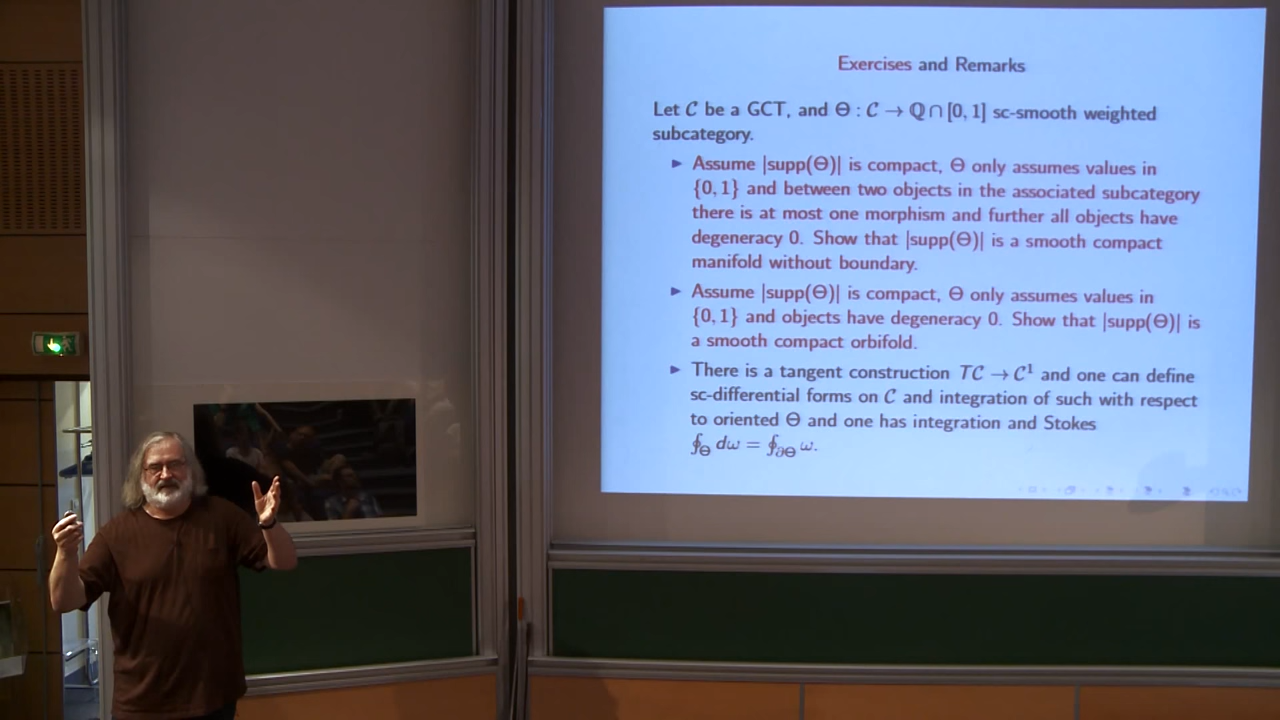 Exercises and Remarks
Let 𝒞 be a GCT, and Θ : 𝒞 → ℚ ∩ [0, 1] sc-smooth weighted
subcategory.
▶ Assume |supp(Θ)| is compact, Θ only assumes values in
{0, 1} and between two objects in the associated subcategory
there is at most one morphism and further all objects have
degeneracy 0. Show that |supp(Θ)| is a smooth compact
manifold without boundary.
▶ Assume |supp(Θ)| is compact, Θ only assumes values in
{0, 1} and objects have degeneracy 0. Show that |supp(Θ)| is
a smooth compact orbifold.
▶ There is a tangent construction T𝒞 → 𝒞¹ and one can define
sc-differential forms on 𝒞 and integration of such with respect
to oriented Θ and one has integration and Stokes
∮_Θ dω = ∮_∂Θ ω.